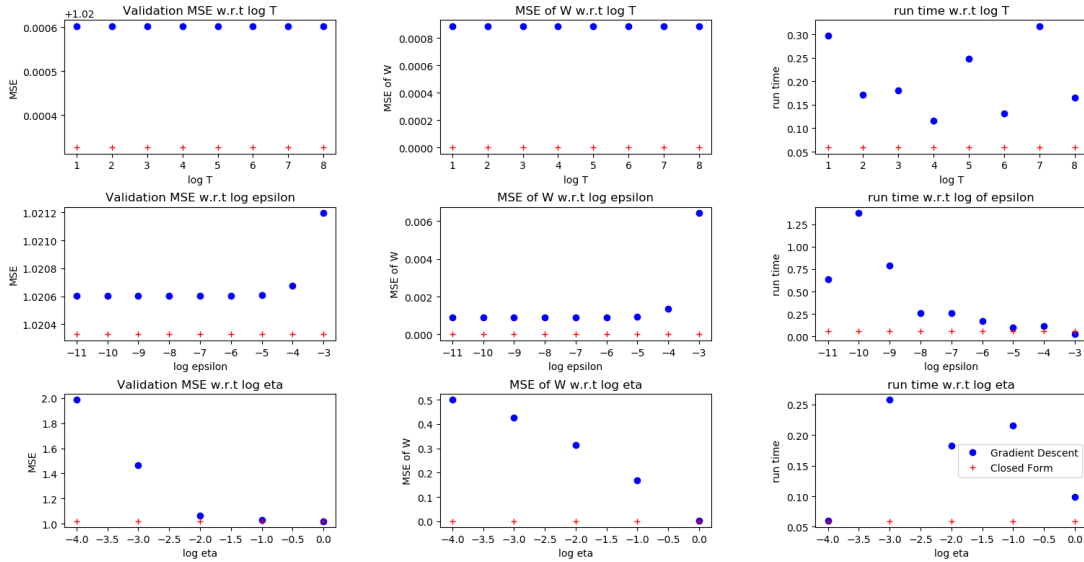 Validation MSE w.r.t log T
+1.02
0.0006
0.0005
0.0004
MSE
1 2 3 4 5 6 7 8
log T
MSE of W w.r.t log T
0.0008
0.0006
0.0004
0.0002
0.0000
MSE of W
1 2 3 4 5 6 7 8
log T
run time w.r.t log T
0.30
0.25
0.20
0.15
0.10
0.05
run time
1 2 3 4 5 6 7 8
log T
Validation MSE w.r.t log epsilon
1.0212
1.0210
1.0208
1.0206
1.0204
MSE
−11 −10 −9 −8 −7 −6 −5 −4 −3
log epsilon
MSE of W w.r.t log epsilon
0.006
0.004
0.002
0.000
MSE of W
−11 −10 −9 −8 −7 −6 −5 −4 −3
log epsilon
run time w.r.t log of epsilon
1.25
1.00
0.75
0.50
0.25
0.00
run time
−11 −10 −9 −8 −7 −6 −5 −4 −3
log epsilon
Validation MSE w.r.t log eta
2.0
1.8
1.6
1.4
1.2
1.0
MSE
−4.0 −3.5 −3.0 −2.5 −2.0 −1.5 −1.0 −0.5 0.0
log eta
MSE of W w.r.t log eta
0.5
0.4
0.3
0.2
0.1
0.0
MSE of W
−4.0 −3.5 −3.0 −2.5 −2.0 −1.5 −1.0 −0.5 0.0
log eta
run time w.r.t log eta
0.25
0.20
0.15
0.10
0.05
run time
Gradient Descent
Closed Form
−4.0 −3.5 −3.0 −2.5 −2.0 −1.5 −1.0 −0.5 0.0
log eta